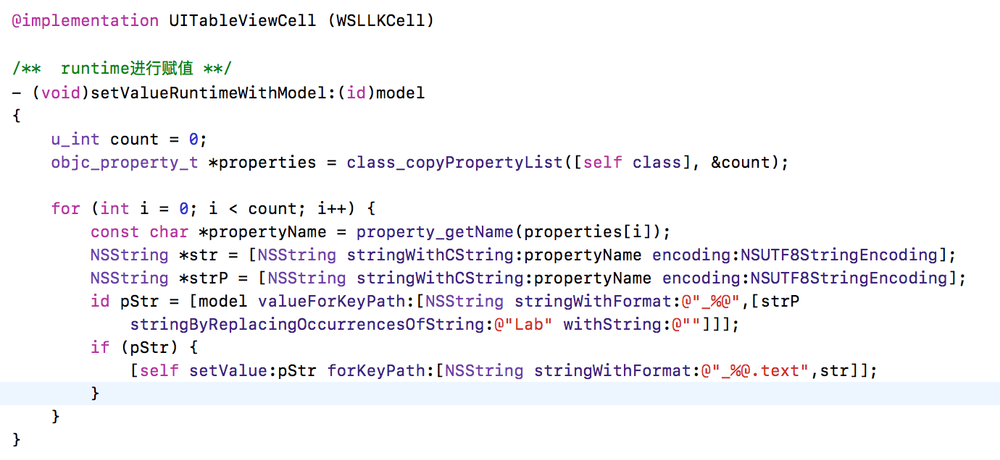 @implementation UITableViewCell (WSLLKCell)
/**  runtime进行赋值 **/
- (void)setValueRuntimeWithModel:(id)model
{
u_int count = 0;
objc_property_t *properties = class_copyPropertyList([self class], &count);
for (int i = 0; i < count; i++) {
const char *propertyName = property_getName(properties[i]);
NSString *str = [NSString stringWithCString:propertyName encoding:NSUTF8StringEncoding];
NSString *strP = [NSString stringWithCString:propertyName encoding:NSUTF8StringEncoding];
id pStr = [model valueForKeyPath:[NSString stringWithFormat:@"_%@",[strP
stringByReplacingOccurrencesOfString:@"Lab" withString:@""]]];
if (pStr) {
[self setValue:pStr forKeyPath:[NSString stringWithFormat:@"_%@.text",str]];
}
}
}